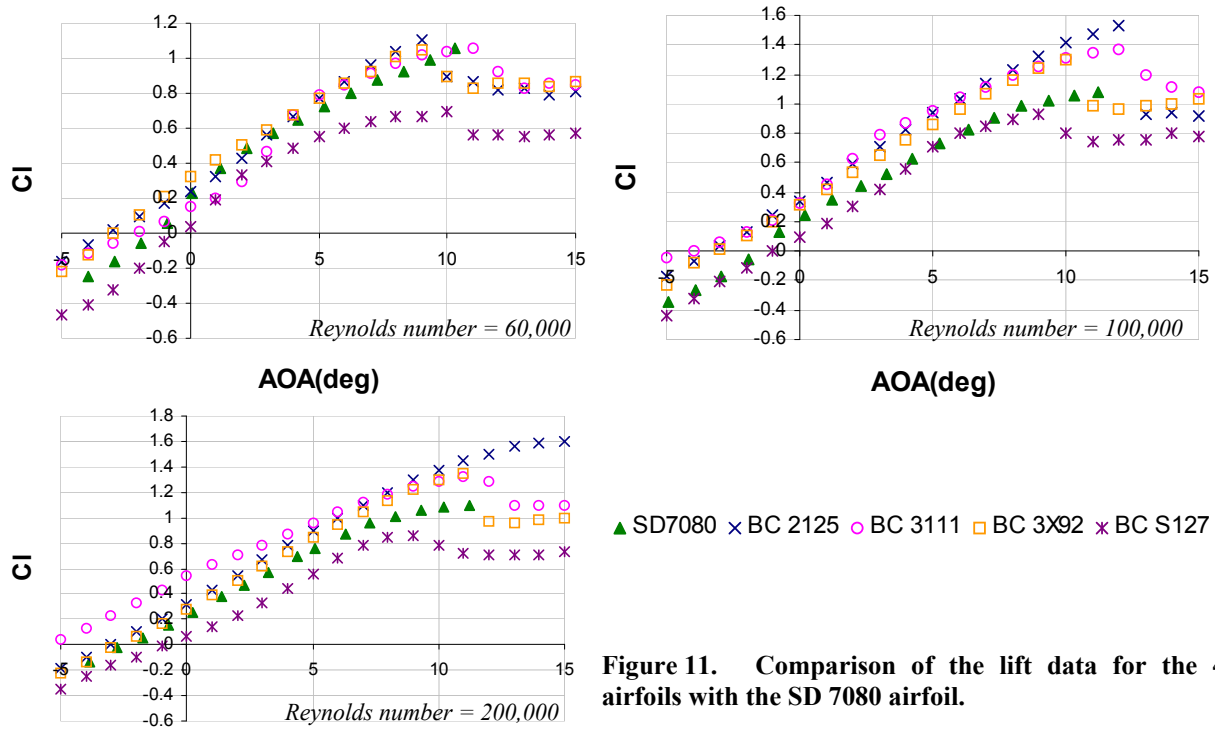 1.2
1
0.8
0.6
0.4
0.2
0
-0.2
-0.4
-0.6
-5 0 5 10 15
Cl
Reynolds number = 60,000
AOA(deg)
1.6
1.4
1.2
1
0.8
0.6
0.4
0.2
0
-0.2
-0.4
-0.6
-5 0 5 10 15
Cl
Reynolds number = 100,000
AOA(deg)
1.8
1.6
1.4
1.2
1
0.8
0.6
0.4
0.2
0
-0.2
-0.4
-0.6
-5 0 5 10 15
Cl
Reynolds number = 200,000
SD7080 BC 2125 BC 3111 BC 3X92 BC S127
Figure 11. Comparison of the lift data for the 4
airfoils with the SD 7080 airfoil.